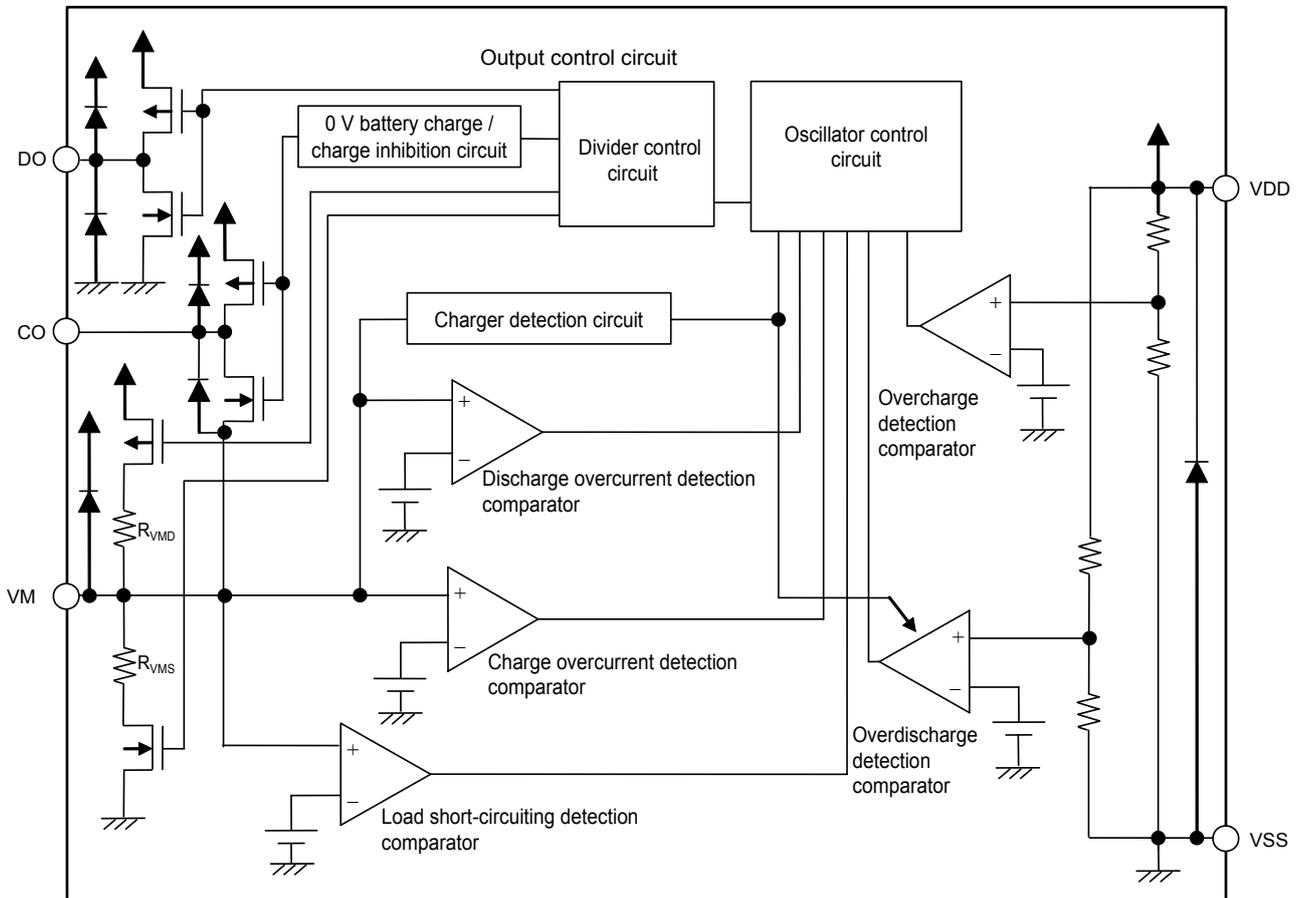 Output control circuit
0 V battery charge /
charge inhibition circuit
Divider control
circuit
Oscillator control
circuit
DO
VDD
CO
Charger detection circuit
+
−
Overcharge
detection
comparator
+
−
Discharge overcurrent detection
comparator
RVMD
VM
+
−
Charge overcurrent detection
comparator
+
−
Overdischarge
detection
comparator
RVMS
+
−
Load short-circuiting detection
comparator
VSS